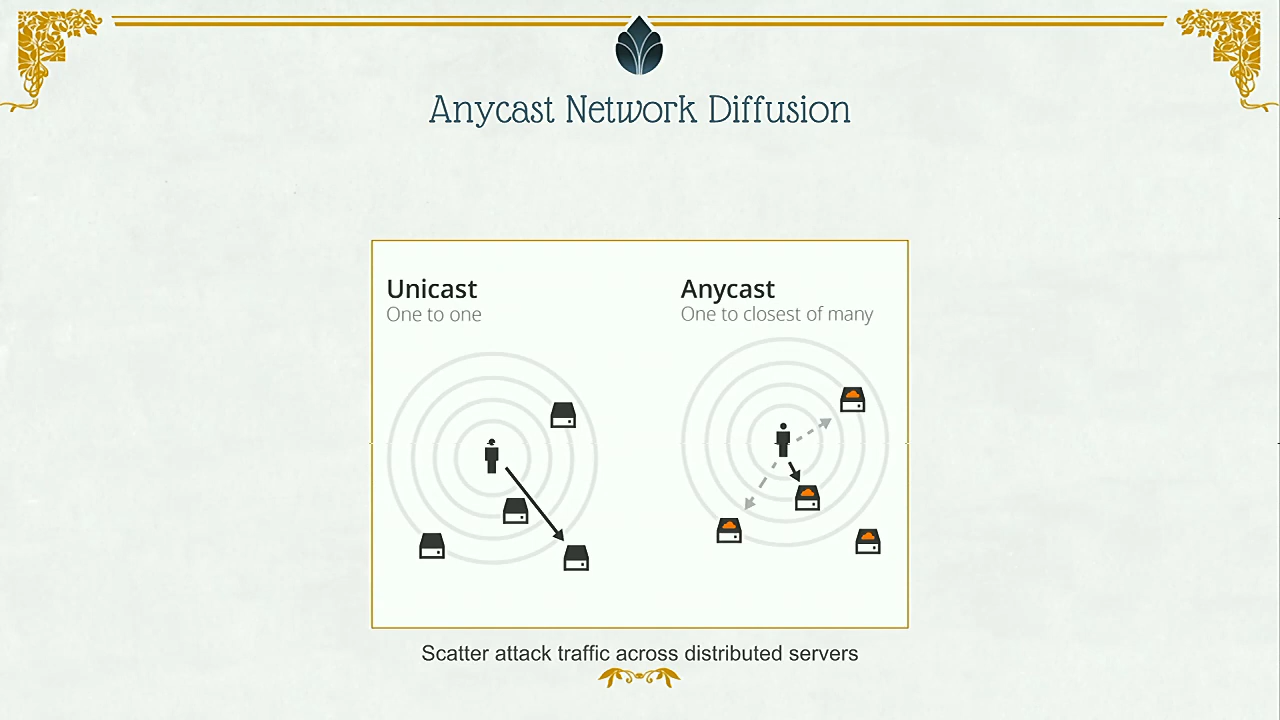 Anycast Network Diffusion
Unicast
One to one
Anycast
One to closest of many
Scatter attack traffic across distributed servers